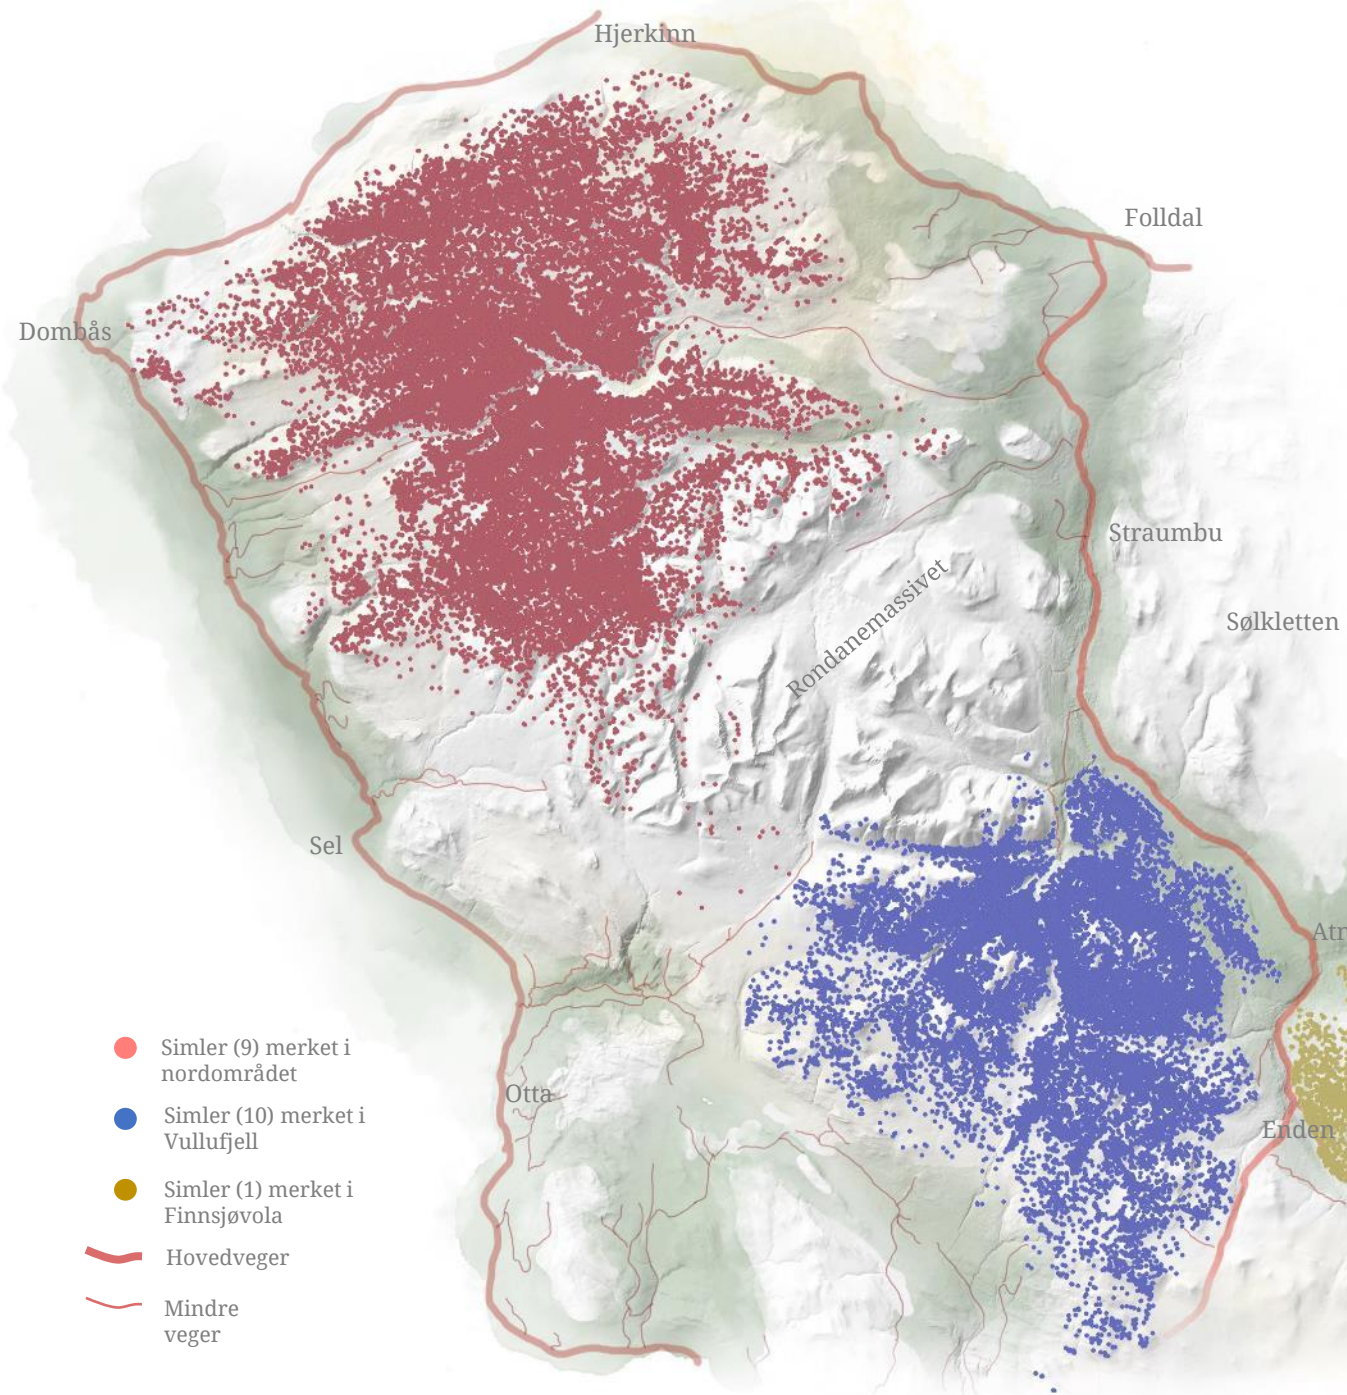 Hjerkinn
Folldal
Dombås
Straumbu
Rondanemassivet
Sølkletten
Sel
Atr
Simler (9) merket i
nordområdet
Otta
Simler (10) merket i
Vullufjell
Enden
Simler (1) merket i
Finnsjøvola
Hovedveger
Mindre
veger